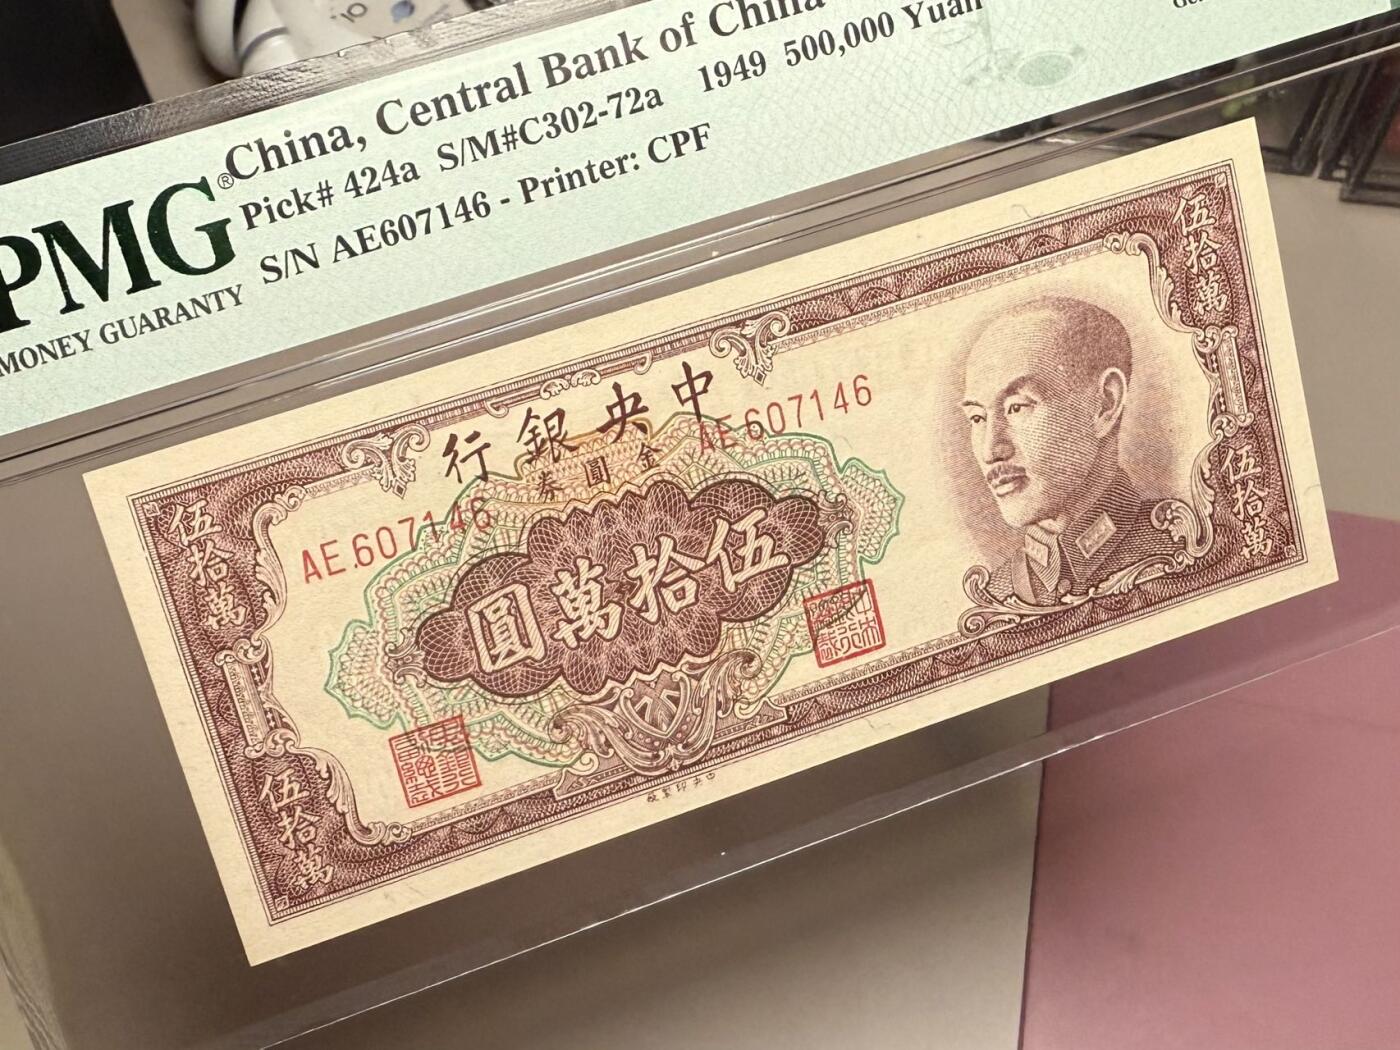 China, Central Bank of China
Pick# 424a S/M#C302-72a 1949 500,000 Yuan
S/N AE607146 - Printer: CPF
PMG®
MONEY GUARANTY
中央銀行
金圓券
AE607146
AE.607146
伍拾萬圓
伍拾萬
伍拾萬
伍拾萬
伍拾萬